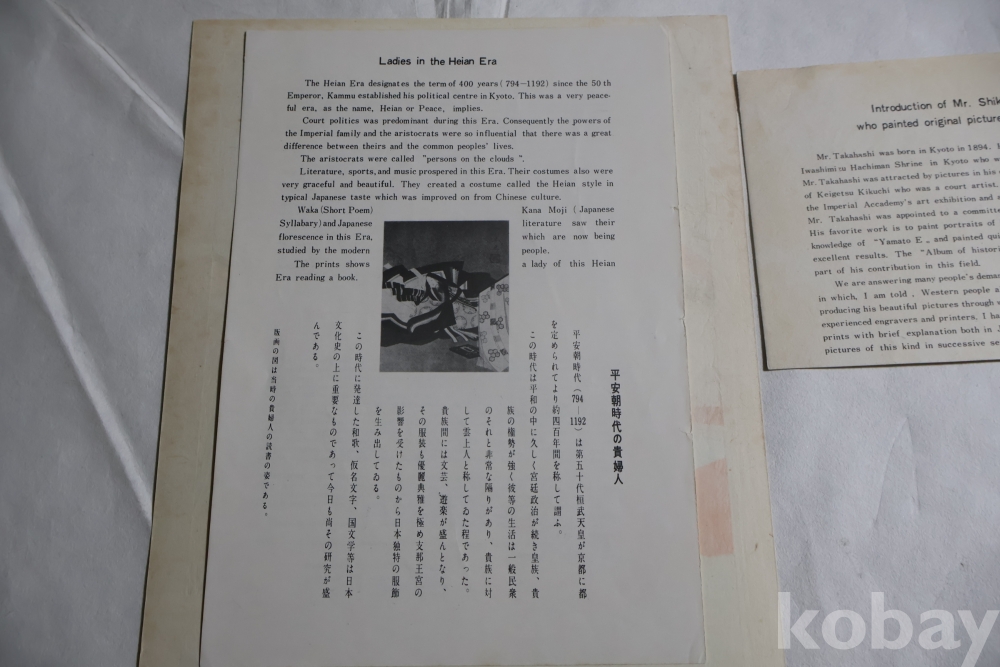 Ladies in the Heian Era
The Heian Era designates the term of 400 years (794—1192) since the 50th
Emperor, Kammu established his political centre in Kyoto. This was a very peace-
ful era, as the name, Heian or Peace, implies.
Court politics was predominant during this Era. Consequently the powers of
the Imperial family and the aristocrats were so influential that there was a great
difference between theirs and the common peoples' lives.
The aristocrats were called "persons on the clouds ".
Literature, sports, and music prospered in this Era. Their costumes also were
very graceful and beautiful. They created a costume called the Heian style in
typical Japanese taste which was improved on from Chinese culture.
Waka (Short Poem) Kana Moji ( Japanese
Syllabary) and Japanese literature saw their
florescence in this Era, which are now being
studied by the modern people.
The prints shows a lady of this Heian
Era reading a book.
平安朝時代の貴婦人
平安朝時代(794—1192)は第五十代桓武天皇が京都に都
を定められてより約四百年間を称して謂ふ。
この時代は平和の中に久しく宮廷政治が続き皇族、貴
族の権勢が強く彼等の生活は一般民衆
のそれと非常な隔りがあり、貴族に対
して雲上人と称してゐた程であった。
貴族間には文芸、遊楽が盛んとなり、
その服装も優麗典雅を極め支那王宮の
影響を受けたものから日本独特の服飾
を生み出してゐる。
この時代に発達した和歌、仮名文字、国文学等は日本
文化史の上に重要なものであって今日も尚その研究が盛
んである。
版画の図は当時の貴婦人の読書の姿である。
Introduction of Mr. Shik
who painted original picture
Mr. Takahashi was born in Kyoto in 1894.
Iwashimizu Hachiman Shrine in Kyoto who w
Mr. Takahashi was attracted by pictures in his
of Keigetsu Kikuchi who was a court artist.
the Imperial Accademy's art exhibition and
Mr. Takahashi was appointed to a committe
His favorite work is to paint portraits of
knowledge of "Yamato E„ and painted qui
excellent results. The "Album of histori
part of his contribution in this field.
We are answering many people's dema
in which, I am told, Western people a
producing his beautiful pictures through
experienced engravers and printers, I ha
prints with brief explanation both in J
pictures of this kind in successive se
kobay